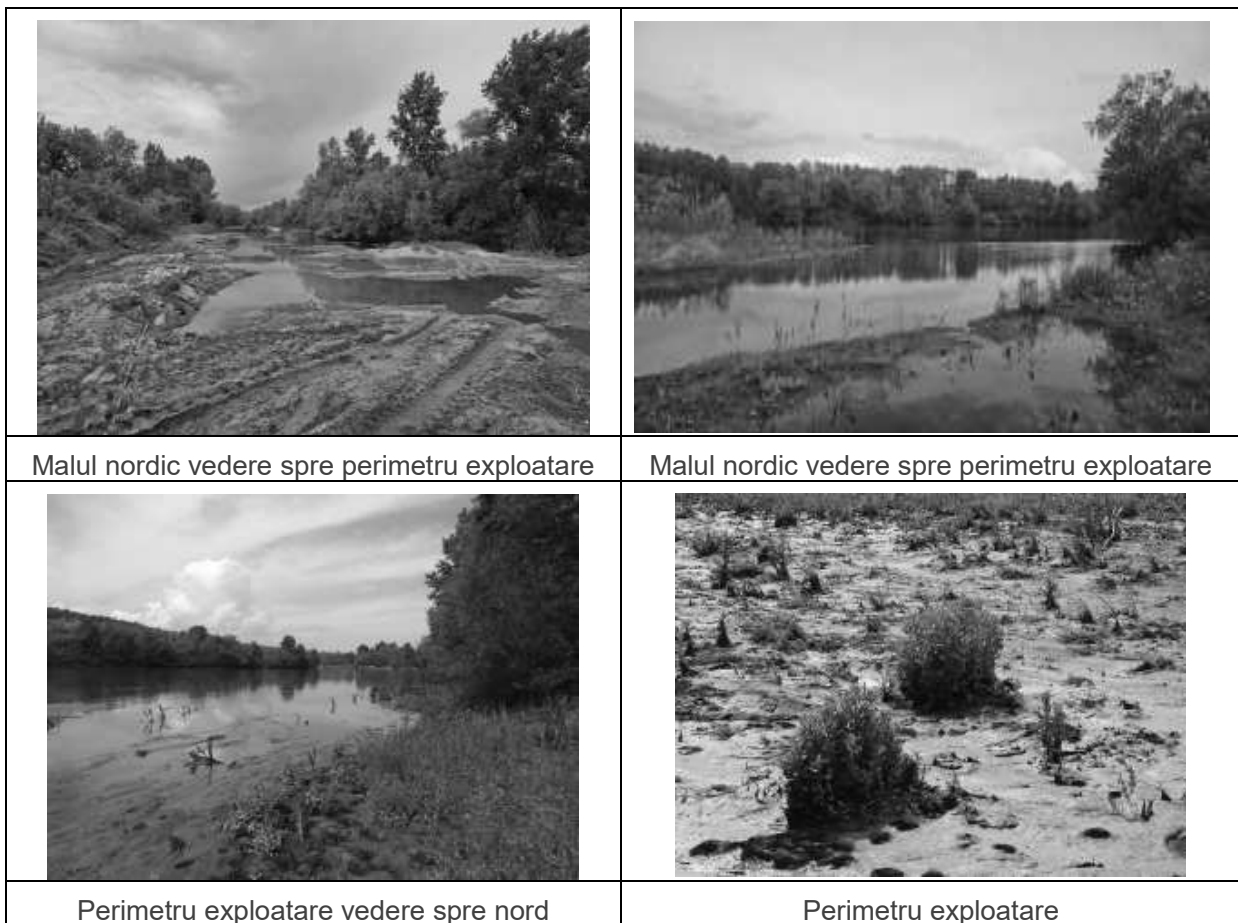 Malul nordic vedere spre perimetru exploatare
Malul nordic vedere spre perimetru exploatare
Perimetru exploatare vedere spre nord
Perimetru exploatare